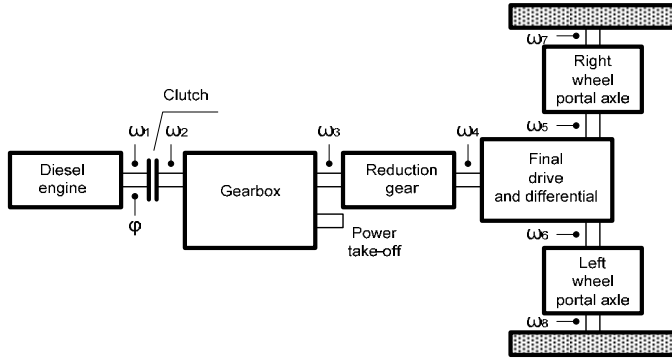 ω7
Right
wheel
portal axle
Clutch
ω1
ω2
ω3
ω4
ω5
Diesel
engine
Gearbox
Reduction
gear
Final
drive
and differential
φ
Power
take-off
ω6
Left
wheel
portal axle
ω8